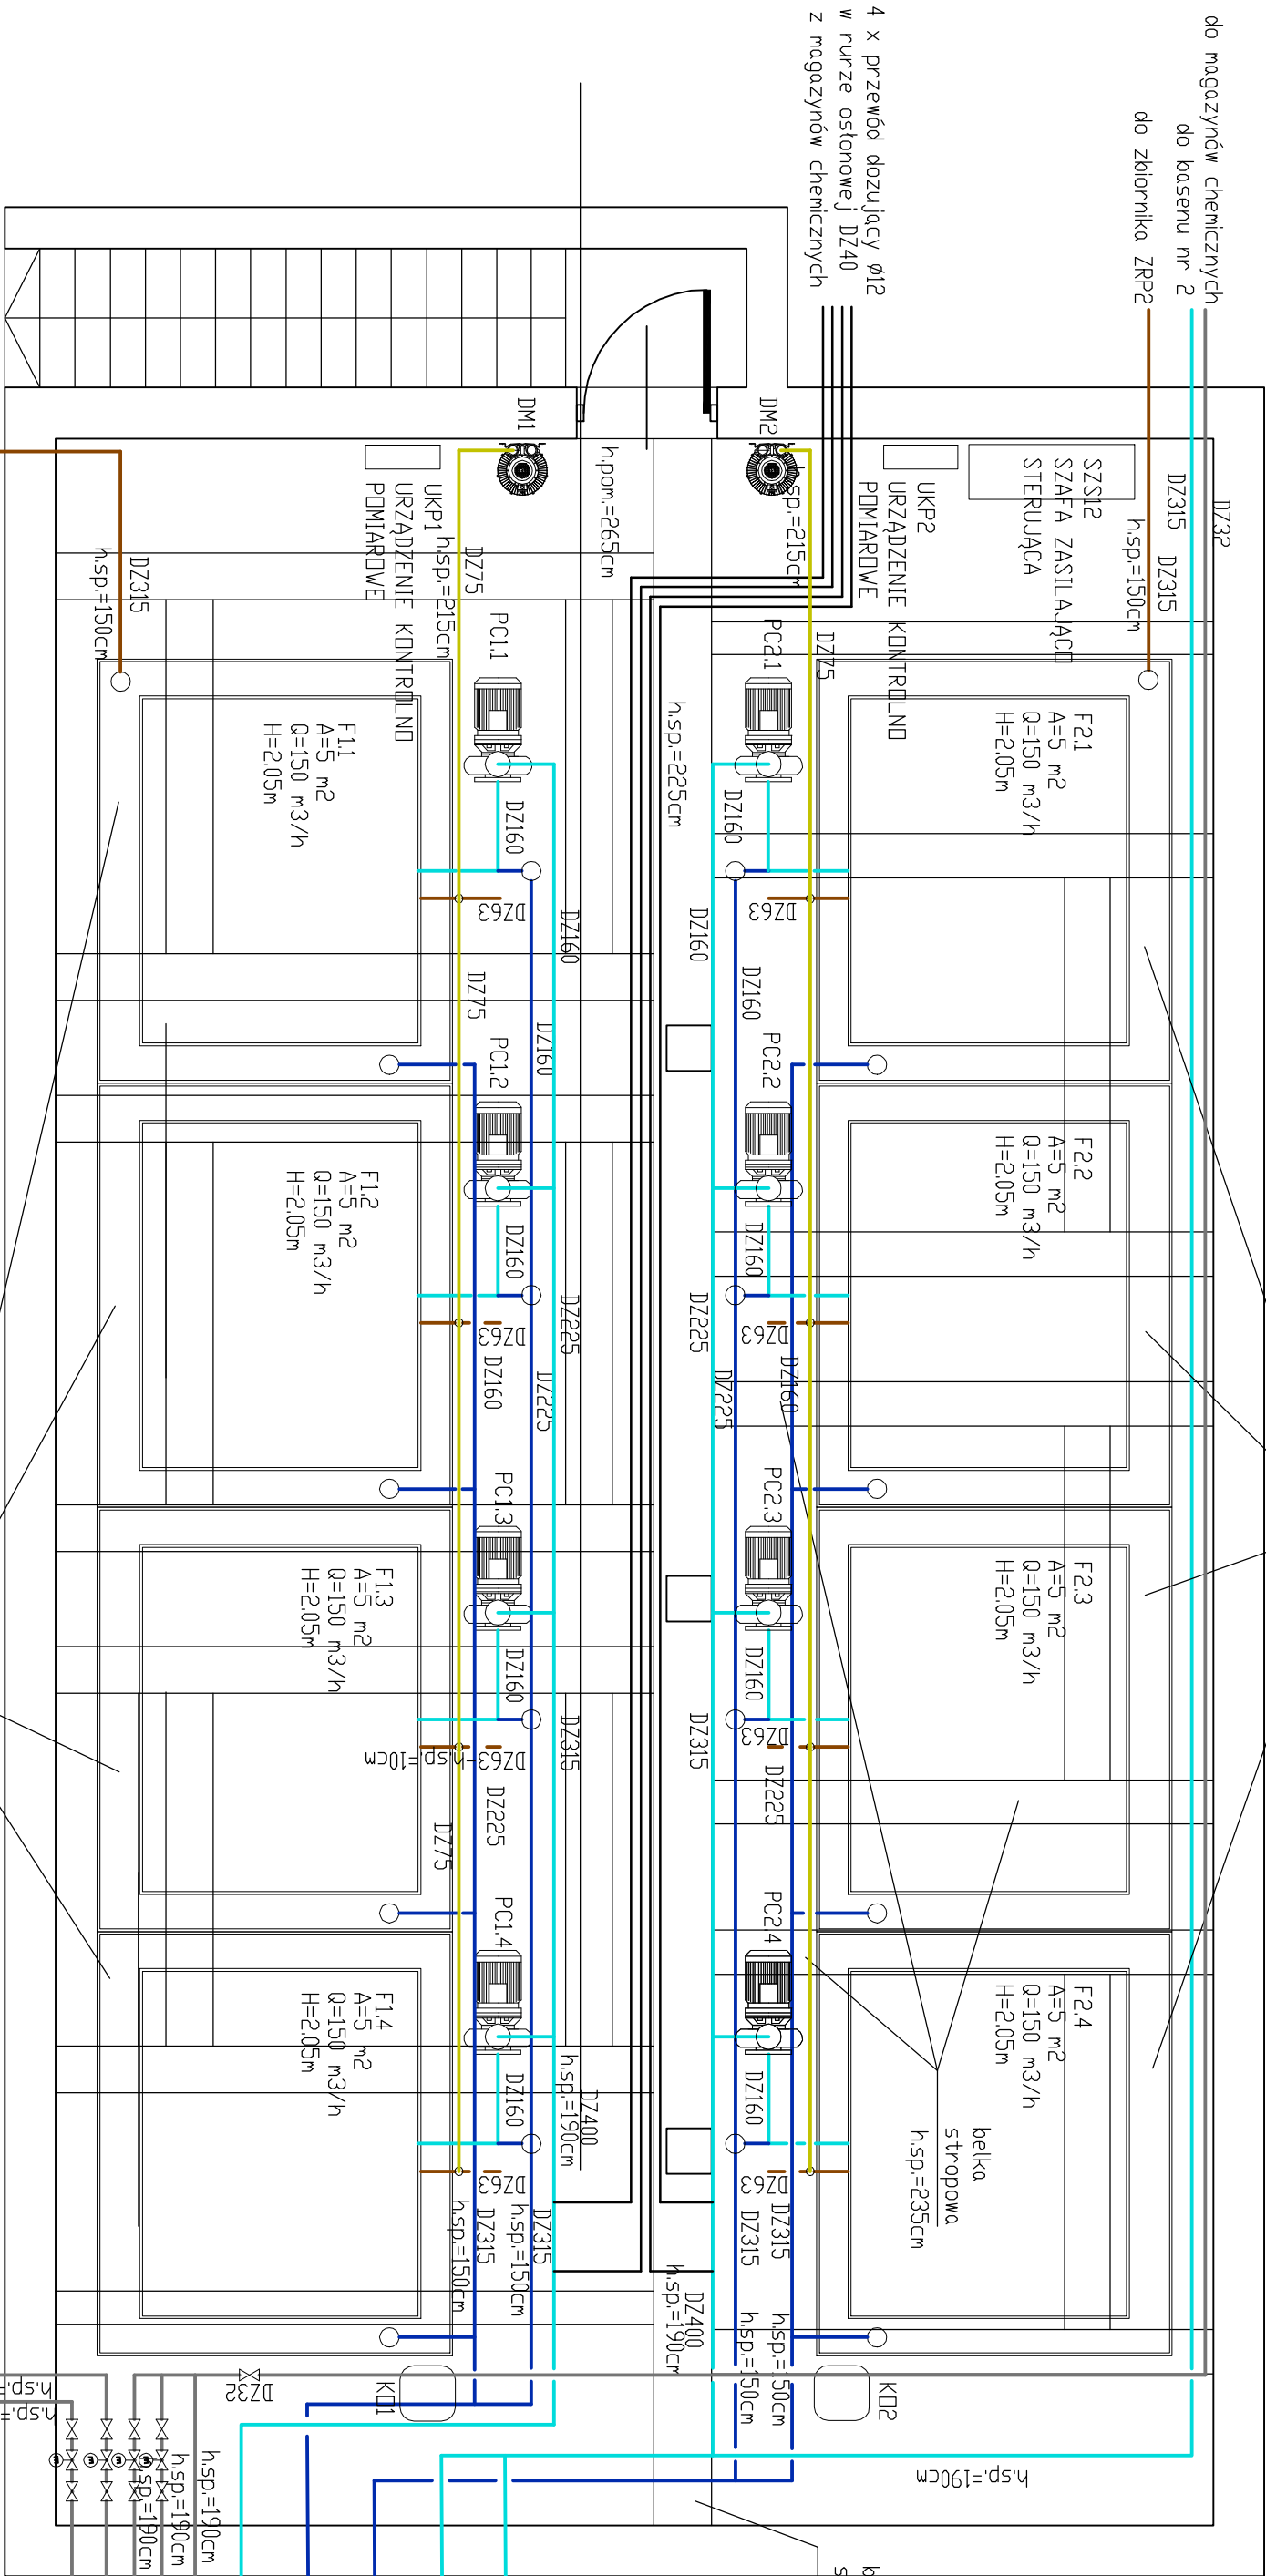 do magazynów chemicznych
do basenu nr 2
do zbiornika ZRP2
4 x przewód dozujący Ø12
w rurze osłonowej DZ40
z magazynów chemicznych
DZ32
DZ315
DZ315
h.sp.=150cm
SZS12
SZAFA ZASILAJĄCO
STERUJĄCA
UKP2
URZĄDZENIE KONTROLNO
POMIAROWE
DM2
h.sp.=215cm
DZ75
h.pom=265cm
DM1
UKP1
URZĄDZENIE KONTROLNO
POMIAROWE
h.sp.=215cm
DZ75
DZ315
h.sp.=150cm
F2.1
A=5 m2
Q=150 m3/h
H=2.05m
PC2.1
DZ160
DZ63
h.sp.=225cm
DZ160
DZ160
PC1.1
DZ160
DZ63
DZ160
DZ75
DZ160
F1.1
A=5 m2
Q=150 m3/h
H=2.05m
F2.2
A=5 m2
Q=150 m3/h
H=2.05m
PC2.2
DZ160
DZ63
DZ225
DZ225
DZ160
PC1.2
DZ160
DZ63
DZ225
DZ225
DZ160
F1.2
A=5 m2
Q=150 m3/h
H=2.05m
F2.3
A=5 m2
Q=150 m3/h
H=2.05m
PC2.3
DZ160
DZ63
DZ315
DZ225
PC1.3
DZ160
DZ63-h.sp.=10cm
DZ315
DZ225
DZ75
F1.3
A=5 m2
Q=150 m3/h
H=2.05m
F2.4
A=5 m2
Q=150 m3/h
H=2.05m
PC2.4
DZ160
DZ63
belka
stropowa
h.sp.=235cm
DZ315
h.sp.=150cm
DZ315
h.sp.=150cm
DZ400
h.sp.=190cm
PC1.4
DZ160
DZ63
DZ400
h.sp.=190cm
DZ315
h.sp.=150cm
DZ315
h.sp.=150cm
F1.4
A=5 m2
Q=150 m3/h
H=2.05m
KO2
KO1
DZ32
h.sp.=190cm
h.sp.=190cm
h.sp.=190cm
h.sp.=190cm